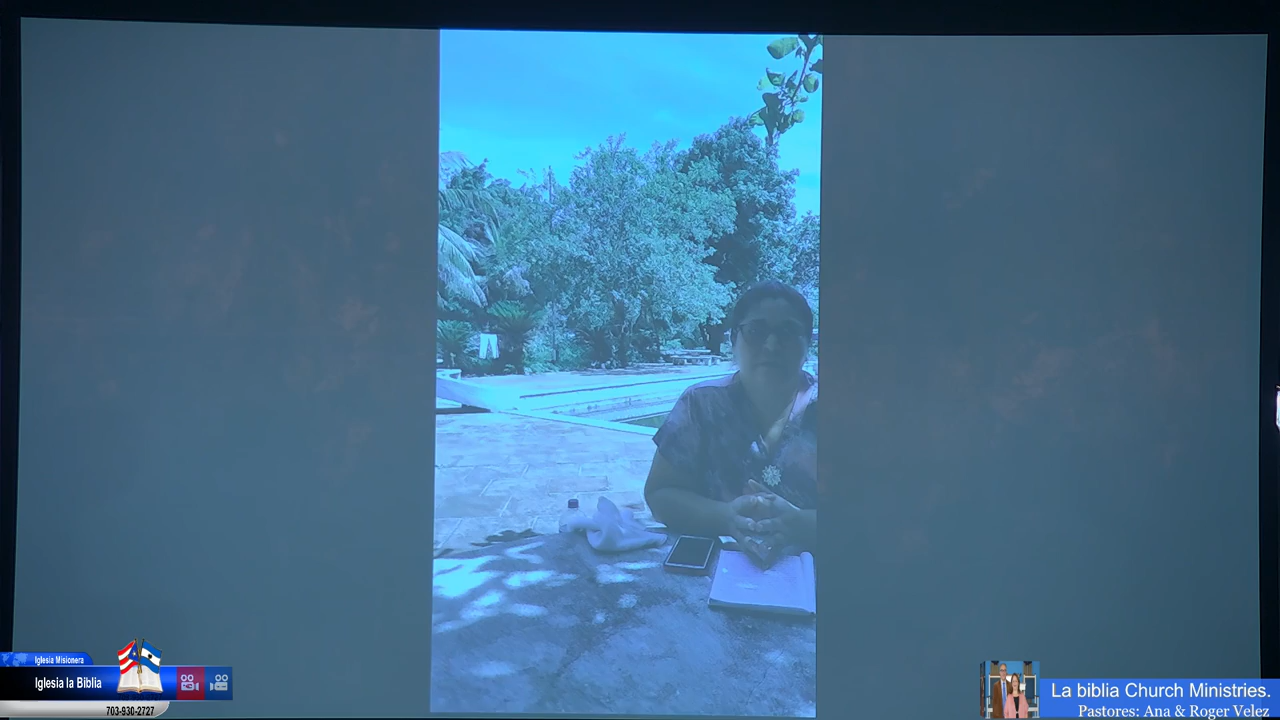 Iglesia Misionera
Iglesia la Biblia
703-930-2727
La biblia Church Ministries.
Pastores: Ana & Roger Velez